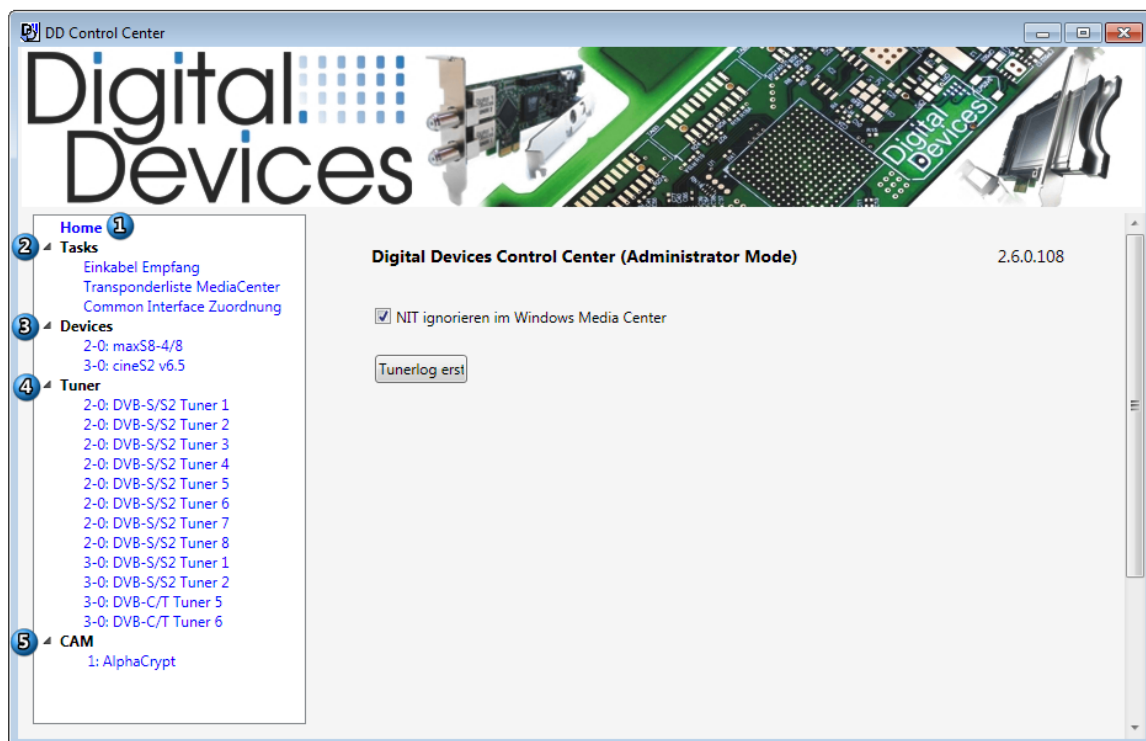 DD Control Center
Digital
Devices
Digital
Devices
Home 1
2 Tasks
Einkabel Empfang
Transponderliste MediaCenter
Common Interface Zuordnung
3 Devices
2-0: maxS8-4/8
3-0: cineS2 v6.5
4 Tuner
2-0: DVB-S/S2 Tuner 1
2-0: DVB-S/S2 Tuner 2
2-0: DVB-S/S2 Tuner 3
2-0: DVB-S/S2 Tuner 4
2-0: DVB-S/S2 Tuner 5
2-0: DVB-S/S2 Tuner 6
2-0: DVB-S/S2 Tuner 7
2-0: DVB-S/S2 Tuner 8
3-0: DVB-S/S2 Tuner 1
3-0: DVB-S/S2 Tuner 2
3-0: DVB-C/T Tuner 5
3-0: DVB-C/T Tuner 6
5 CAM
1: AlphaCrypt
Digital Devices Control Center (Administrator Mode) 2.6.0.108
NIT ignorieren im Windows Media Center
Tunerlog erst